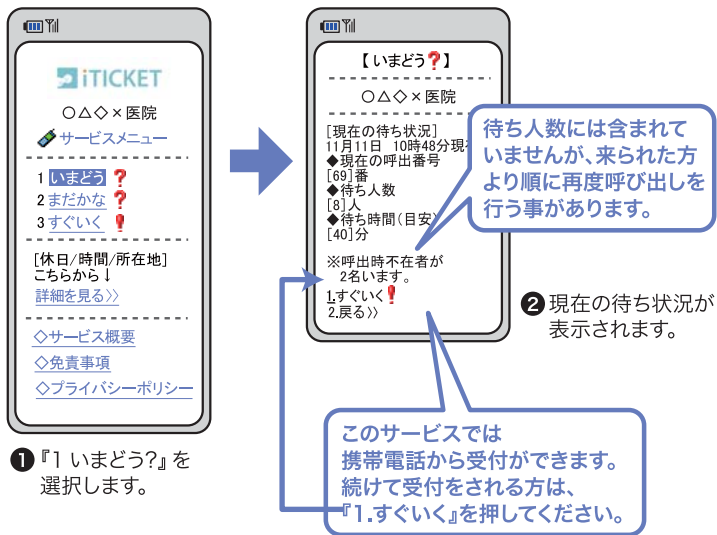 iTICKET
〇△◇×医院
サービスメニュー
1 いまどう❓
2 まだかな❓
3 すぐいく❗
[休日/時間/所在地]
こちらから↓
詳細を見る〉〉
◇サービス概要
◇免責事項
◇プライバシーポリシー
❶『1 いまどう?』を
選択します。
【いまどう❓】
〇△◇×医院
[現在の待ち状況]
11月11日 10時48分現
◆現在の呼出番号
[69]番
◆待ち人数
[8]人
◆待ち時間(目安)
[40]分
※呼出時不在者が
2名います。
1.すぐいく❗
2.戻る〉〉
待ち人数には含まれて
いませんが、来られた方
より順に再度呼び出しを
行う事があります。
❷現在の待ち状況が
表示されます。
このサービスでは
携帯電話から受付ができます。
続けて受付をされる方は、
『1.すぐいく』を押してください。